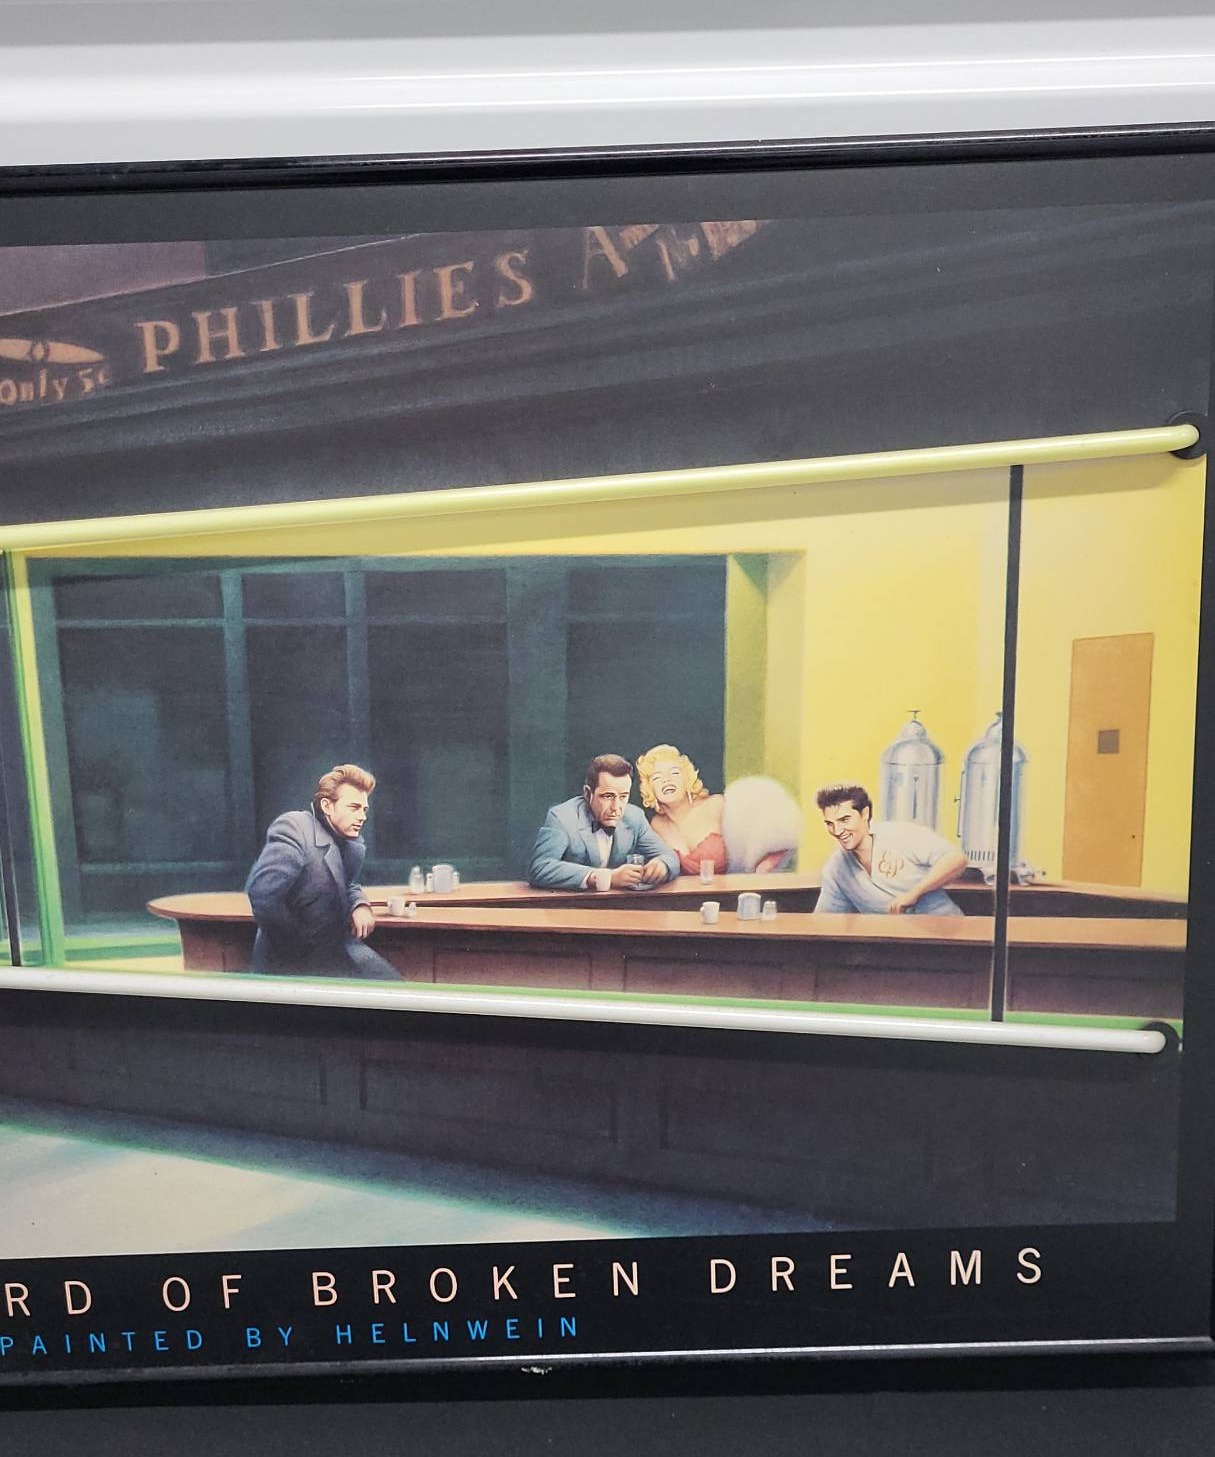 PHILLIES
Only 5¢
RD OF BROKEN DREAMS
PAINTED BY HELNWEIN